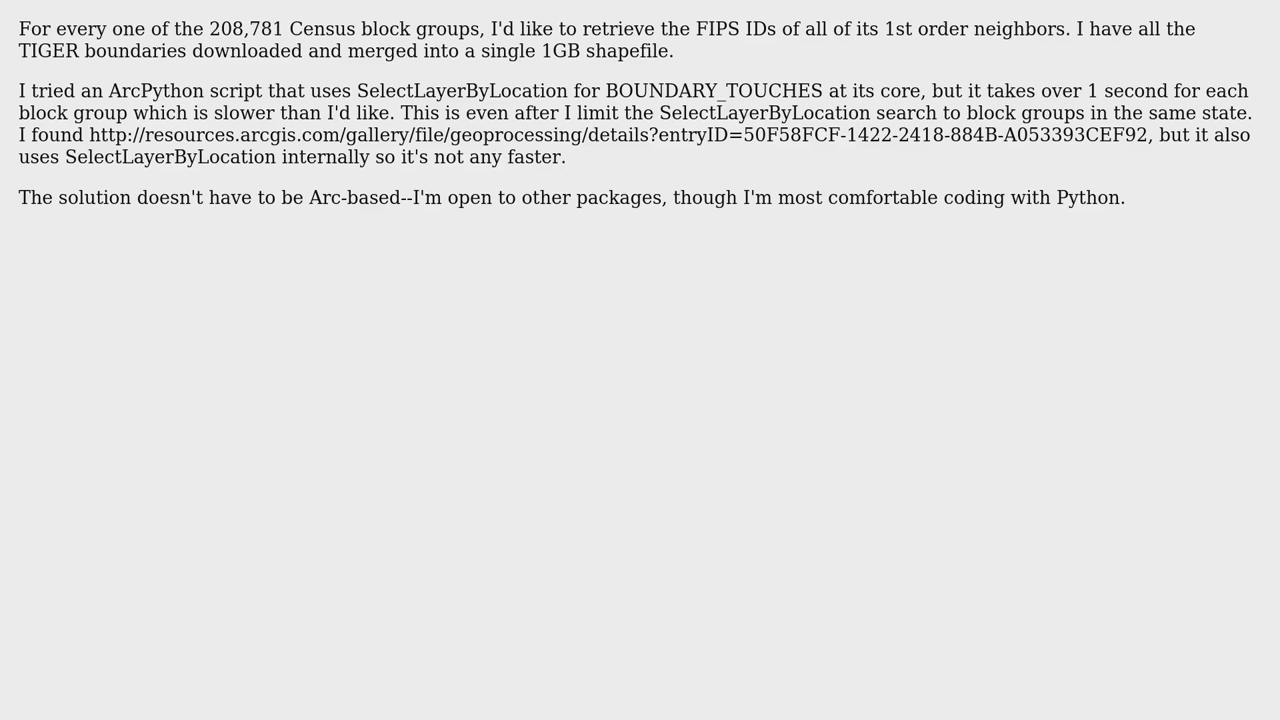 For every one of the 208,781 Census block groups, I'd like to retrieve the FIPS IDs of all of its 1st order neighbors. I have all the
TIGER boundaries downloaded and merged into a single 1GB shapefile.
I tried an ArcPython script that uses SelectLayerByLocation for BOUNDARY_TOUCHES at its core, but it takes over 1 second for each
block group which is slower than I'd like. This is even after I limit the SelectLayerByLocation search to block groups in the same state.
I found http://resources.arcgis.com/gallery/file/geoprocessing/details?entryID=50F58FCF-1422-2418-884B-A053393CEF92, but it also
uses SelectLayerByLocation internally so it's not any faster.
The solution doesn't have to be Arc-based--I'm open to other packages, though I'm most comfortable coding with Python.